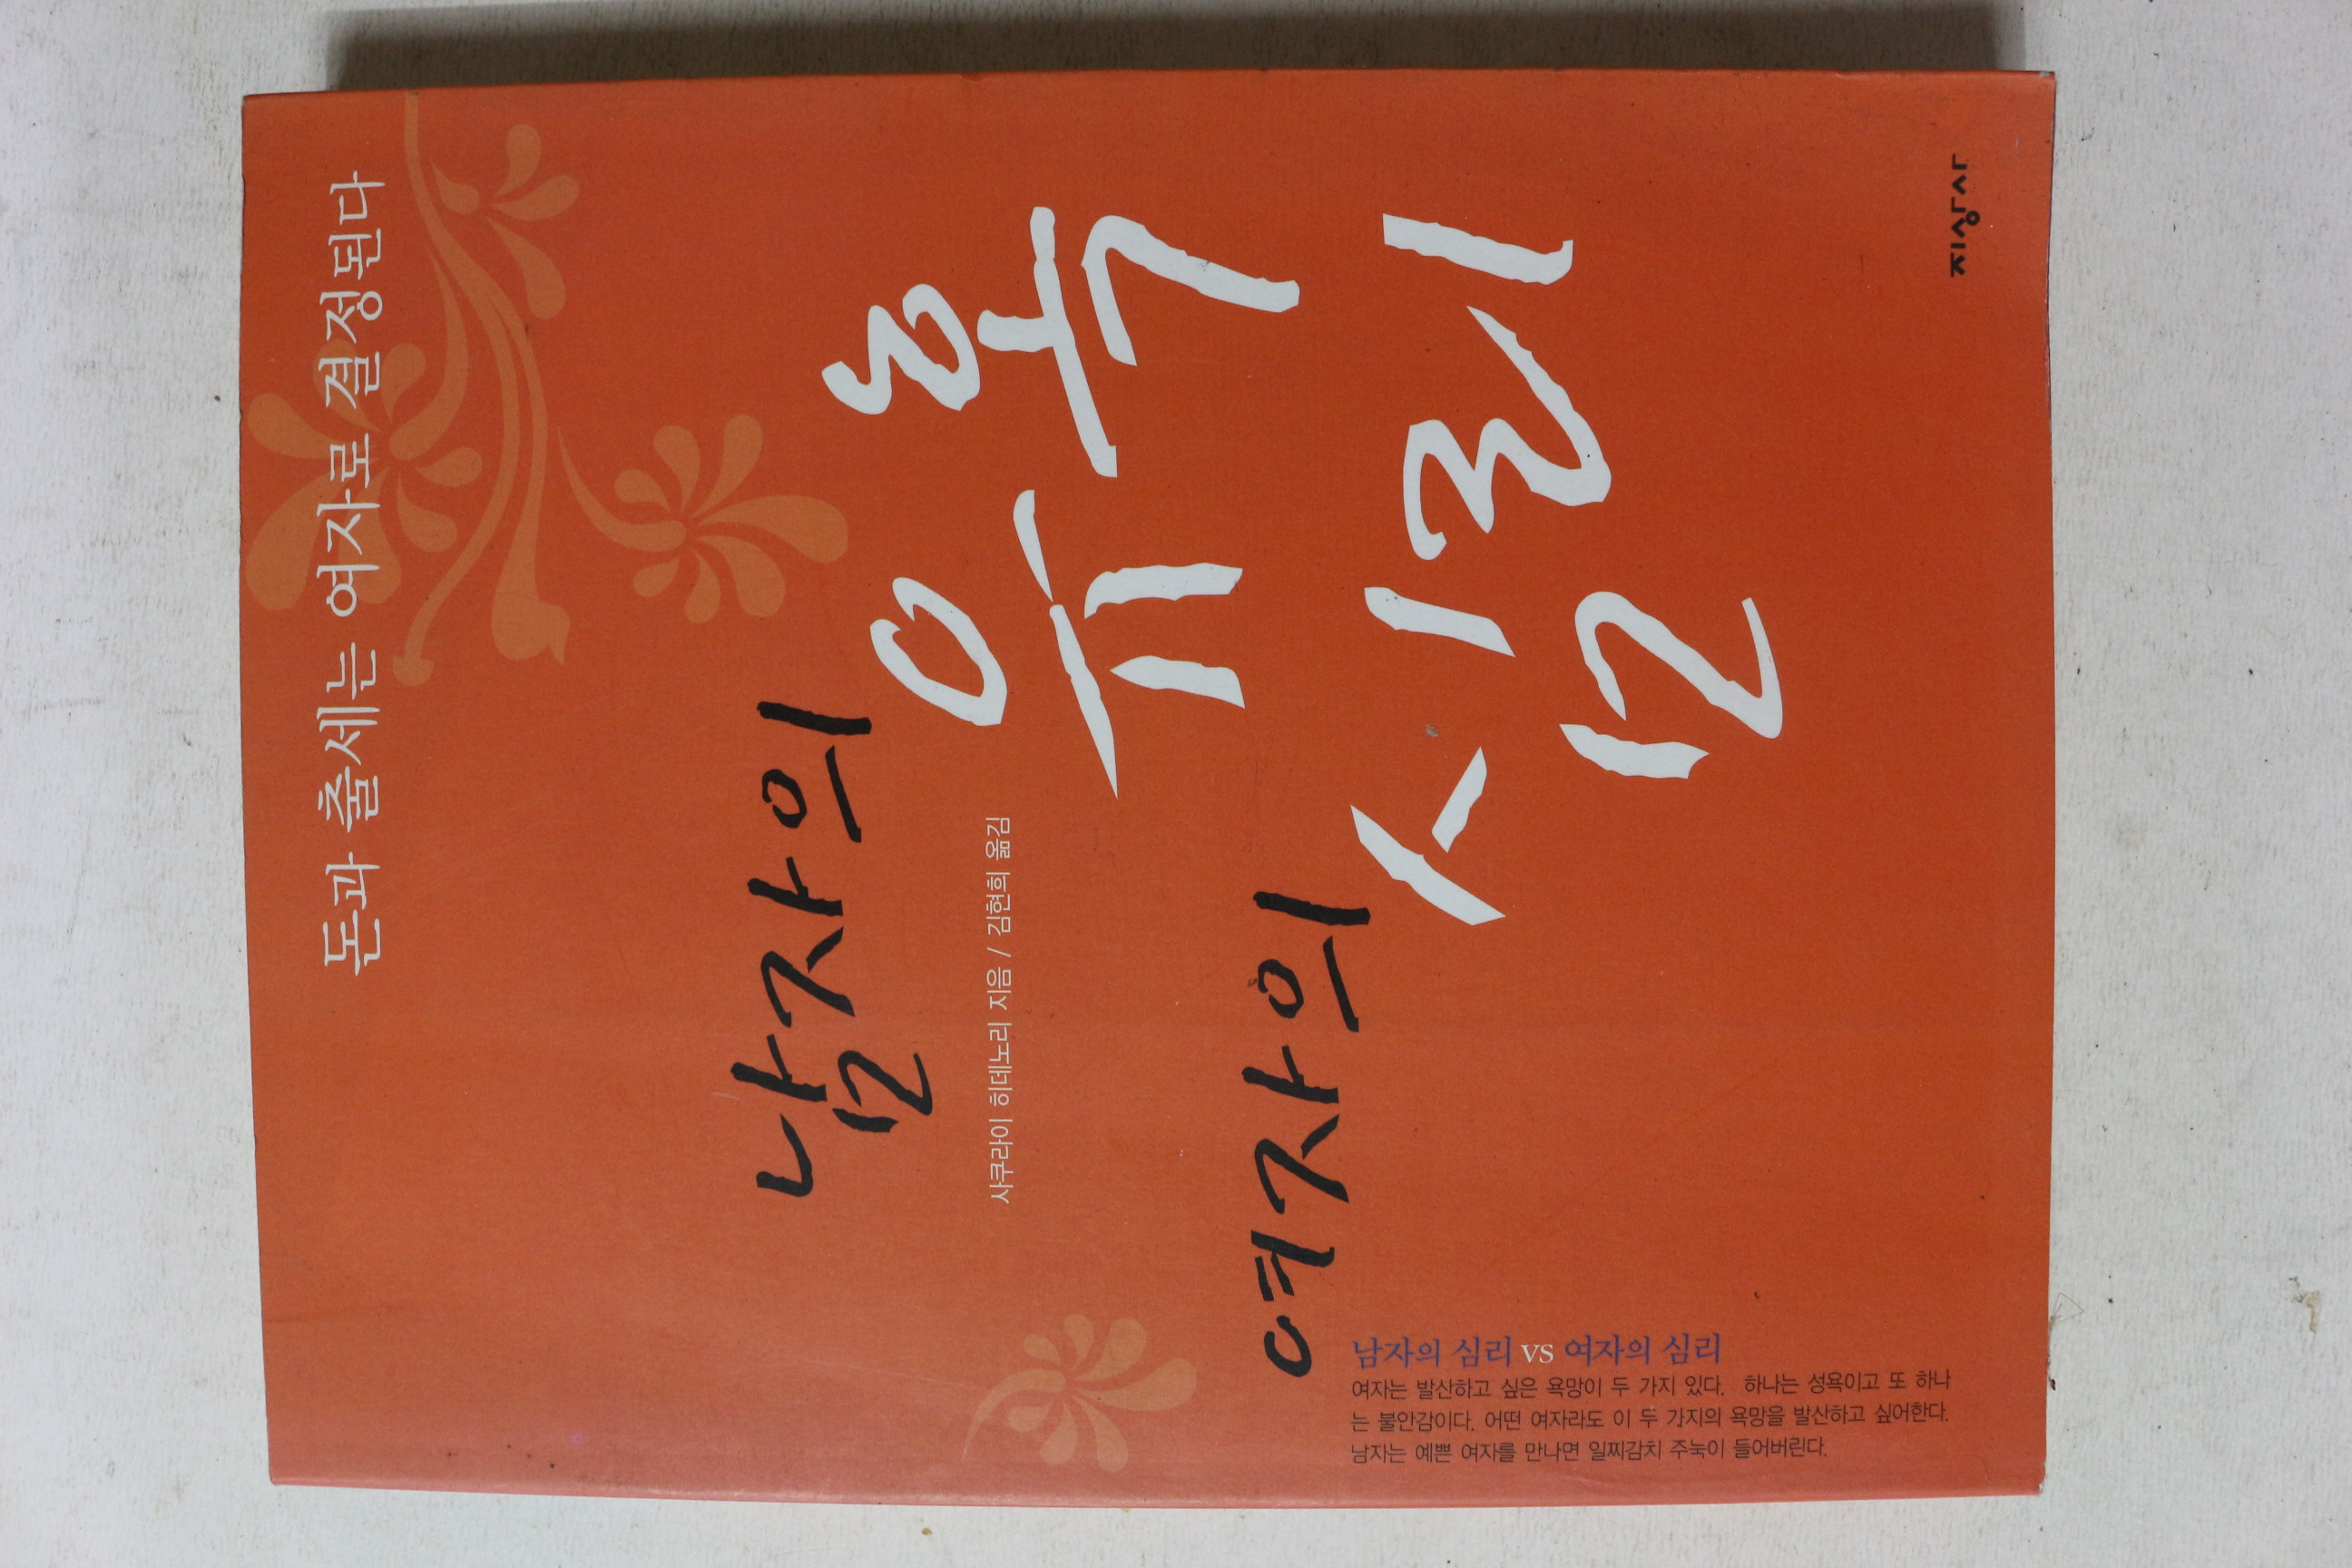 돈과 출세는 여자로 결정된다
남자의
유혹
사쿠라이 히데노리 지음 / 김현희 옮김
여자의
심리
남자의 심리 vs 여자의 심리
여자는 발산하고 싶은 욕망이 두 가지 있다. 하나는 성욕이고 또 하나
는 불안감이다. 어떤 여자라도 이 두 가지의 욕망을 발산하고 싶어한다.
남자는 예쁜 여자를 만나면 일찌감치 주눅이 들어버린다.
지상사